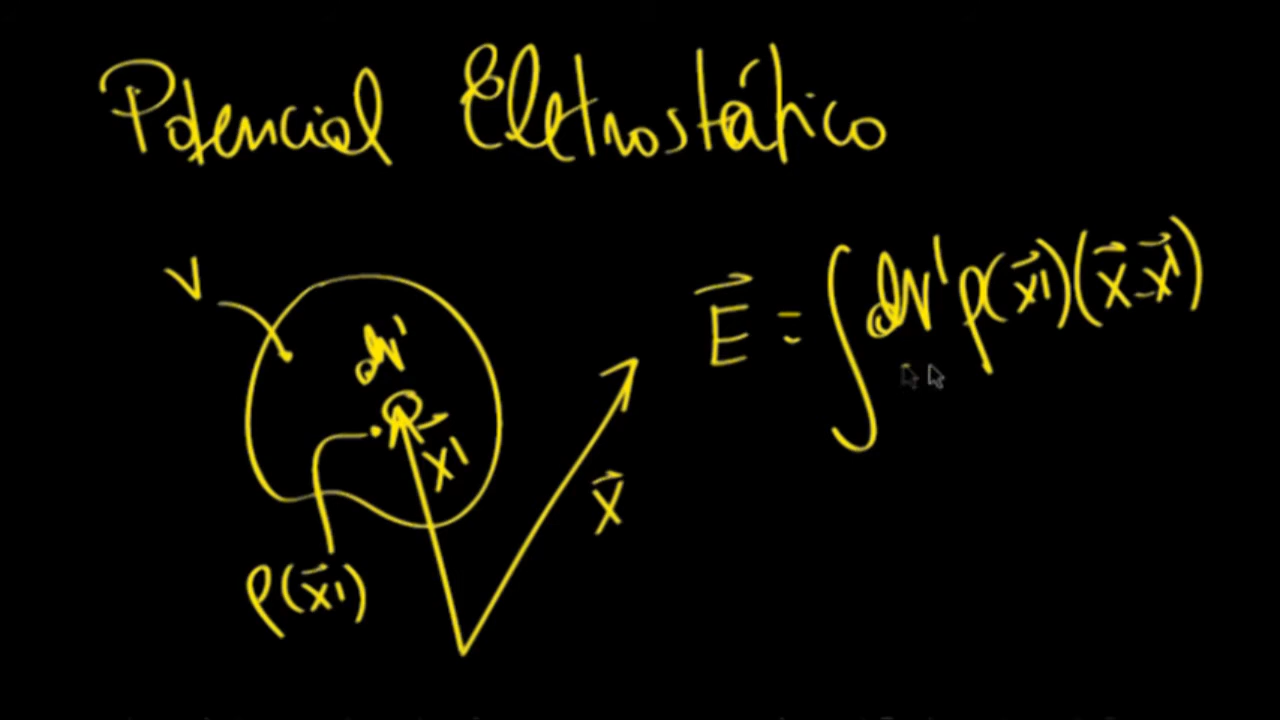 Potencial Eletrostático
V
dV'
x⃗'
x⃗
ρ(x⃗')
E⃗ = ∫ dV' ρ(x⃗') (x⃗ - x⃗')